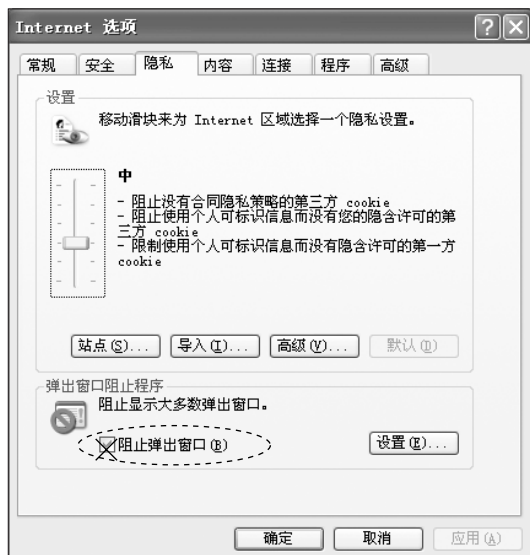 Internet 选项
常规 安全 隐私 内容 连接 程序 高级
设置
移动滑块来为 Internet 区域选择一个隐私设置。
中
- 阻止没有合同隐私策略的第三方 cookie
- 阻止使用个人可标识信息而没有您的隐含许可的第
三方 cookie
- 限制使用个人可标识信息而没有隐含许可的第一方
cookie
站点(S)... 导入(I)... 高级(V)... 默认(D)
弹出窗口阻止程序
阻止显示大多数弹出窗口。
阻止弹出窗口(B) 设置(E)...
确定 取消 应用(A)